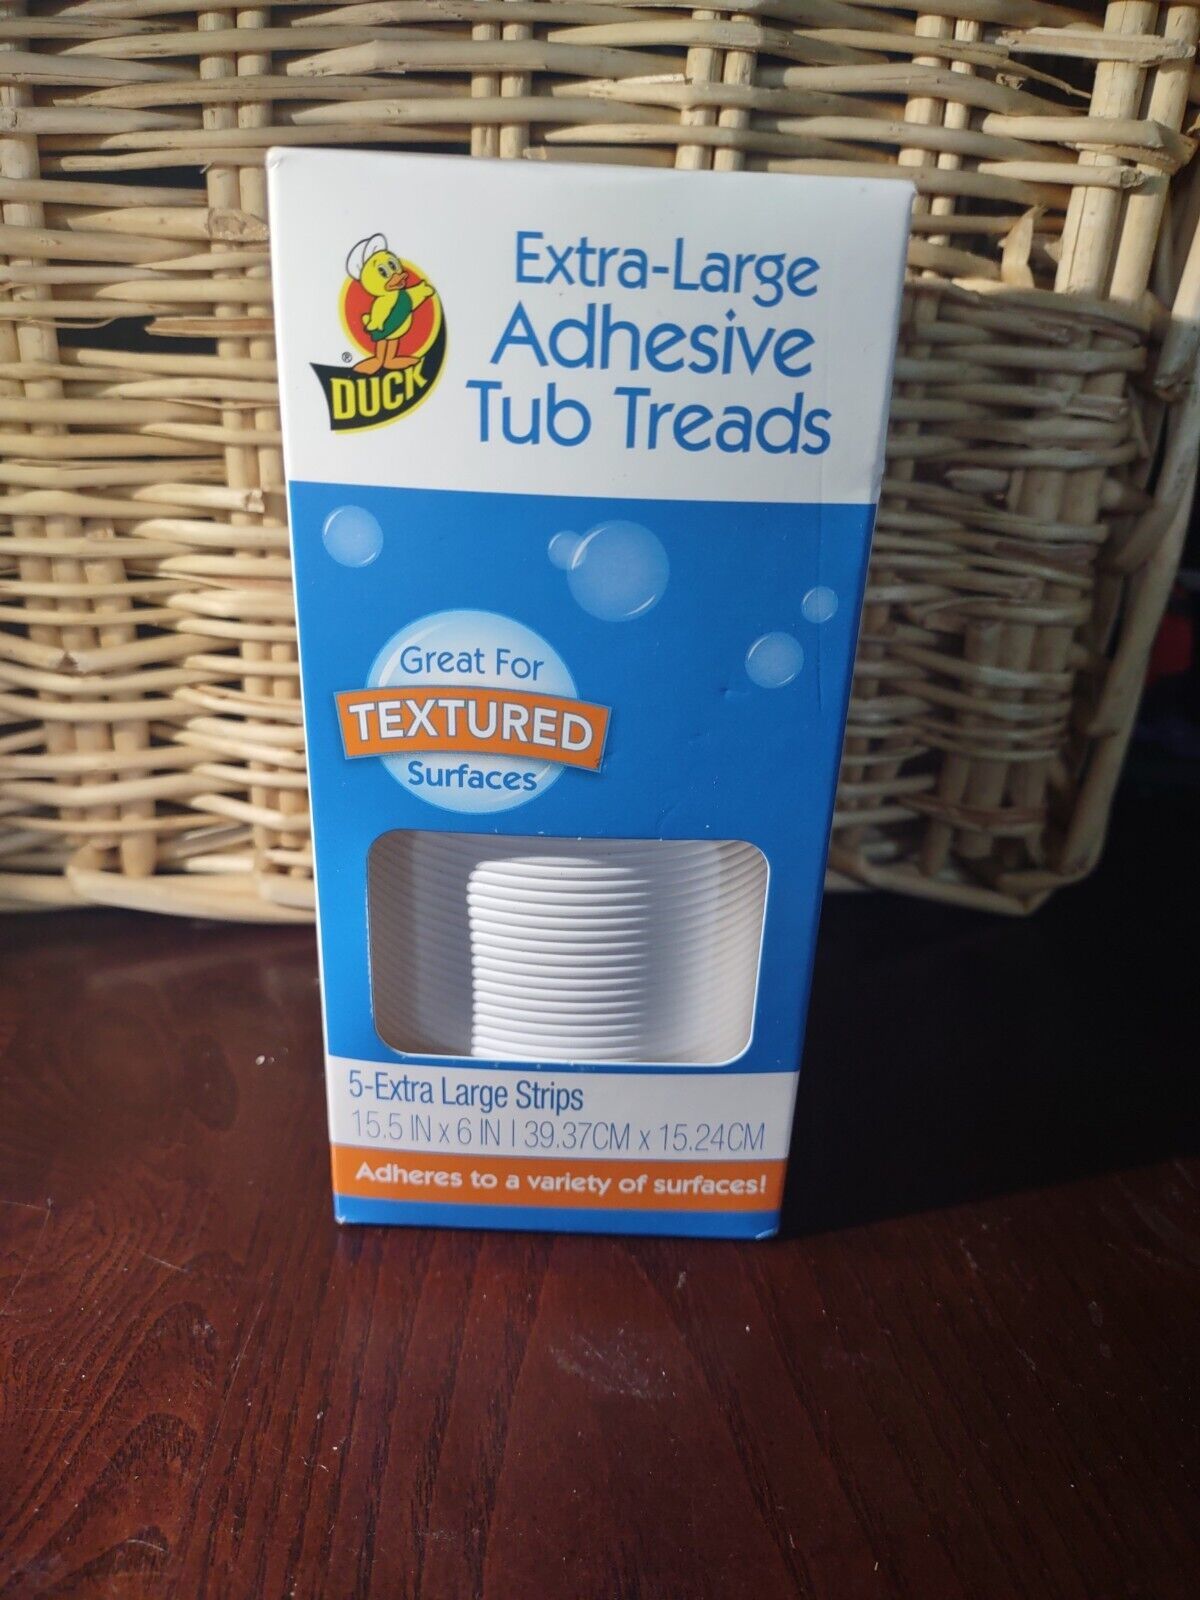 Extra-Large
Adhesive
Tub Treads
®
DUCK
Great For
TEXTURED
Surfaces
5-Extra Large Strips
15.5 IN x 6 IN | 39.37CM x 15.24CM
Adheres to a variety of surfaces!